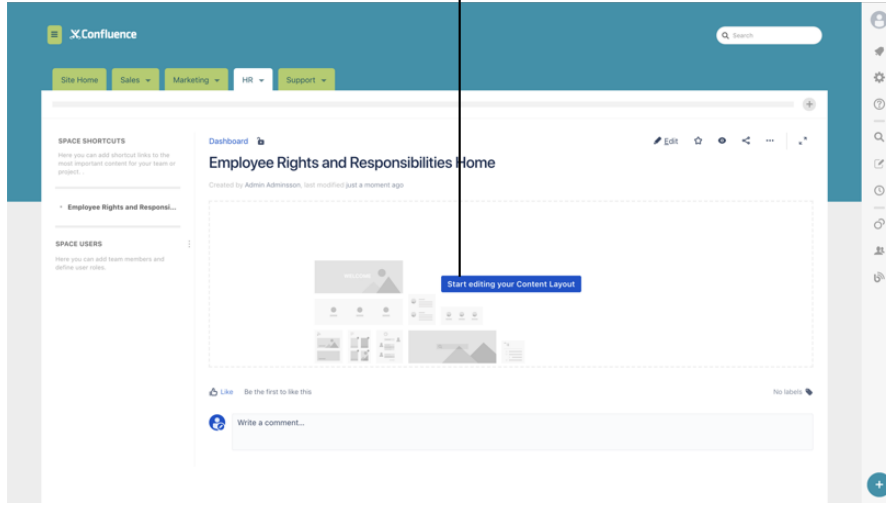 Confluence
Search
Site Home
Sales
Marketing
HR
Support
SPACE SHORTCUTS
Here you can add shortcut links to the
most important content for your team or
project...
Employee Rights and Responsi...
SPACE USERS
Here you can add team members and
define user roles.
Dashboard
Edit
Employee Rights and Responsibilities Home
Created by Admin Adminsson, last modified just a moment ago
WELCOME
Start editing your Content Layout
Like
Be the first to like this
No labels
Write a comment...